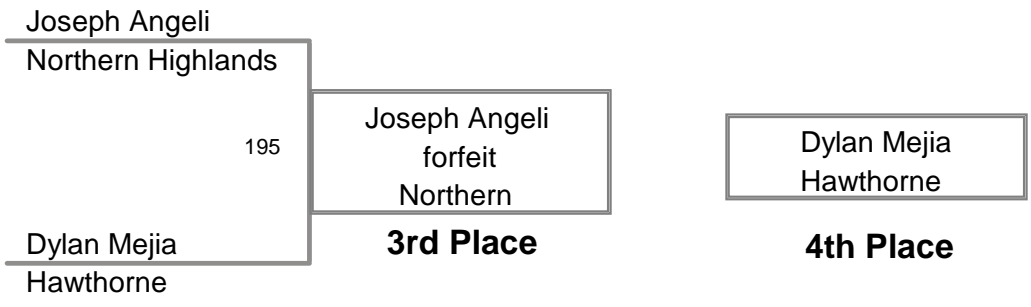 Joseph Angeli
Northern Highlands
195
Dylan Mejia
Hawthorne
Joseph Angeli
forfeit
Northern
3rd Place
Dylan Mejia
Hawthorne
4th Place